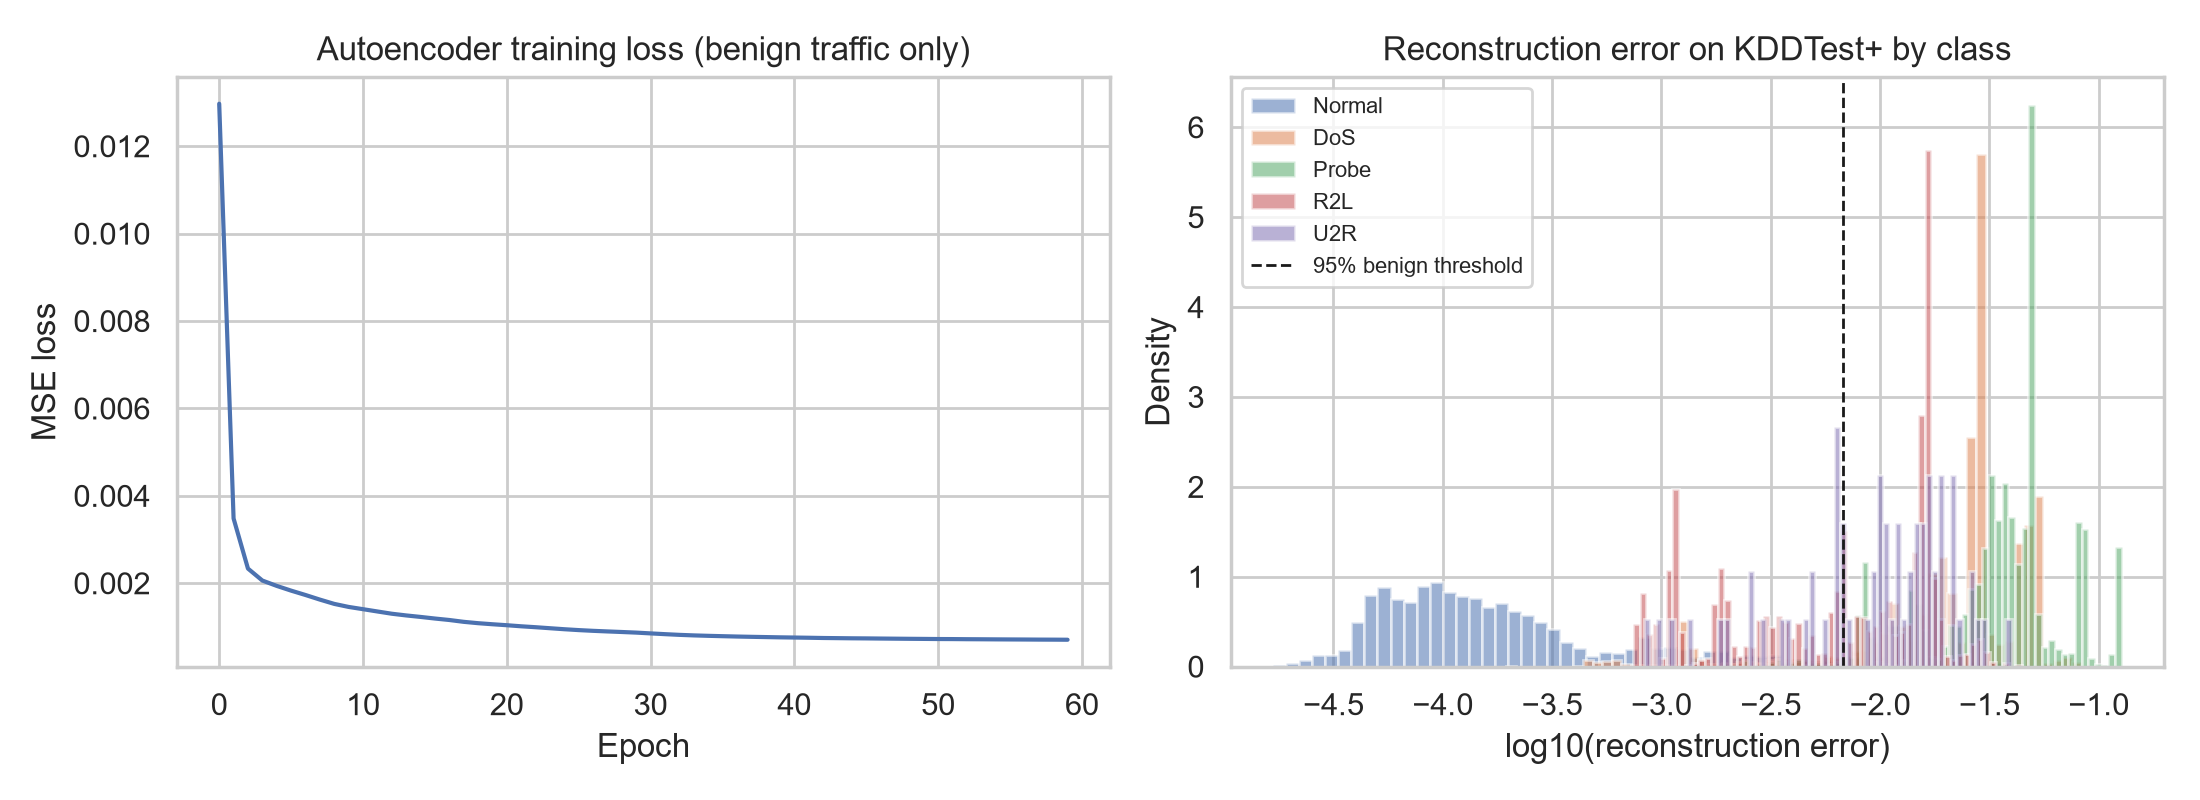 Autoencoder training loss (benign traffic only)
MSE loss
0.012
0.010
0.008
0.006
0.004
0.002
0 10 20 30 40 50 60
Epoch
Reconstruction error on KDDTest+ by class
Density
6
5
4
3
2
1
0
Normal
DoS
Probe
R2L
U2R
95% benign threshold
−4.5 −4.0 −3.5 −3.0 −2.5 −2.0 −1.5 −1.0
log10(reconstruction error)